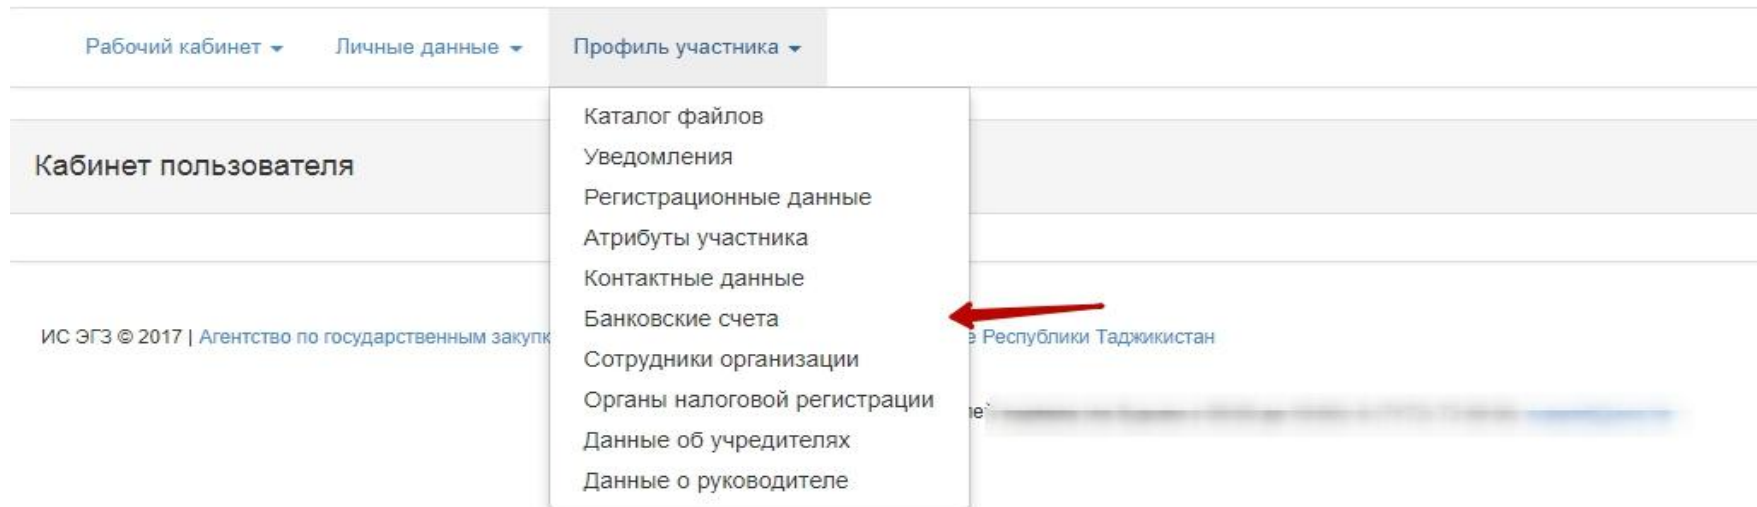 Рабочий кабинет Личные данные Профиль участника
Каталог файлов
Уведомления
Кабинет пользователя
Регистрационные данные
Атрибуты участника
Контактные данные
Банковские счета
ИС ЭГЗ © 2017 | Агентство по государственным Республики Таджикистан
Сотрудники организации
Органы налоговой регистрации
Данные об учредителях
Данные о руководителе